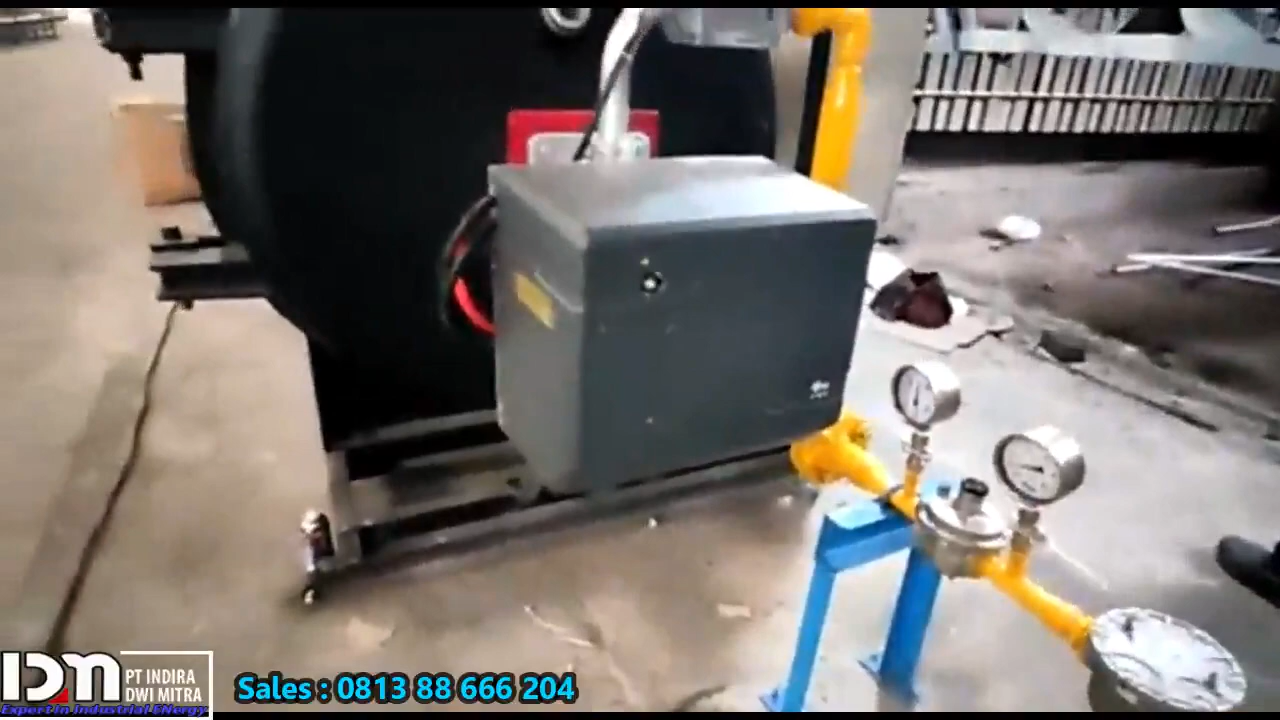 IDM
PT INDIRA
DWI MITRA
Expert in Industrial ENergy
Sales : 0813 88 666 204